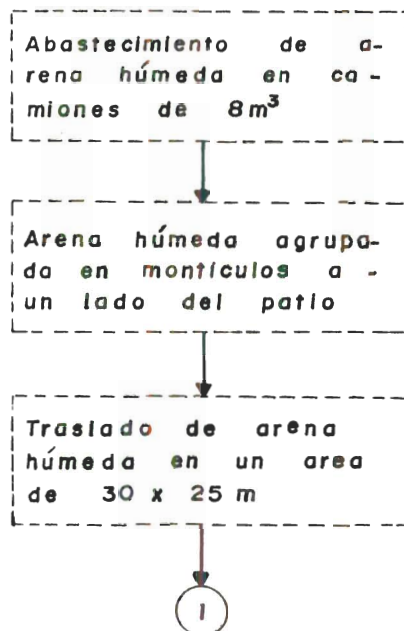 Abastecimiento de a-
rena húmeda en ca-
miones de 8m³
Arena húmeda agrupa-
da en montículos a -
un lado del patio
Traslado de arena
húmeda en un area
de 30 x 25 m
1